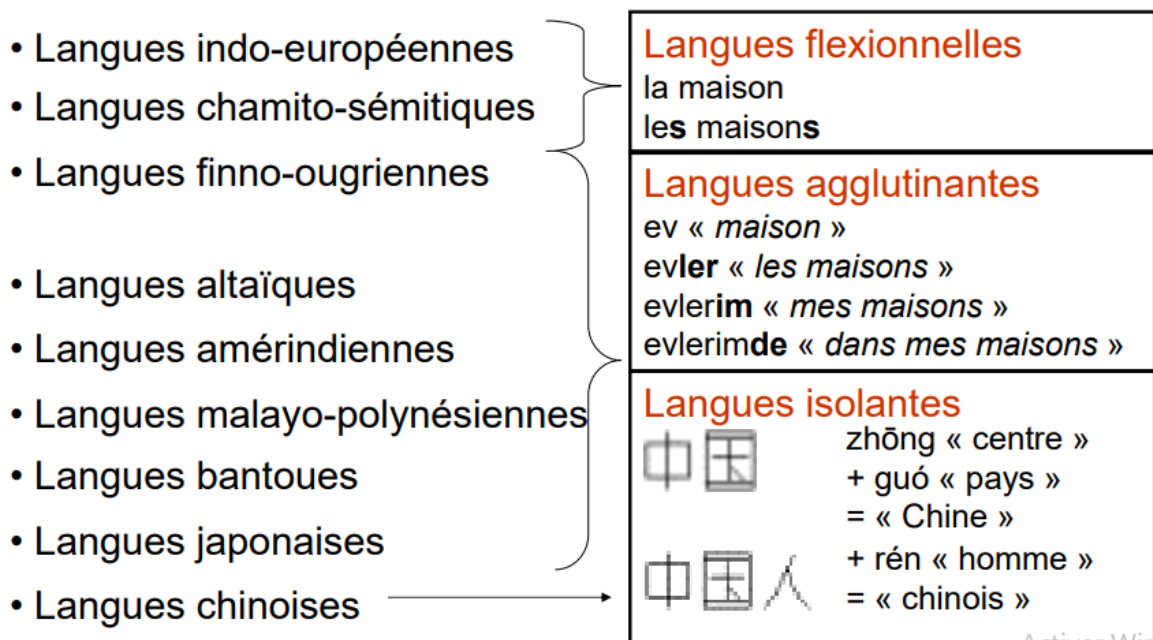 • Langues indo-européennes
• Langues chamito-sémitiques
• Langues finno-ougriennes
• Langues altaïques
• Langues amérindiennes
• Langues malayo-polynésiennes
• Langues bantoues
• Langues japonaises
• Langues chinoises
Langues flexionnelles
la maison
les maisons
Langues agglutinantes
ev « maison »
evler « les maisons »
evlerim « mes maisons »
evlerimde « dans mes maisons »
Langues isolantes
中国
zhōng « centre »
+ guó « pays »
= « Chine »
中国人
+ rén « homme »
= « chinois »